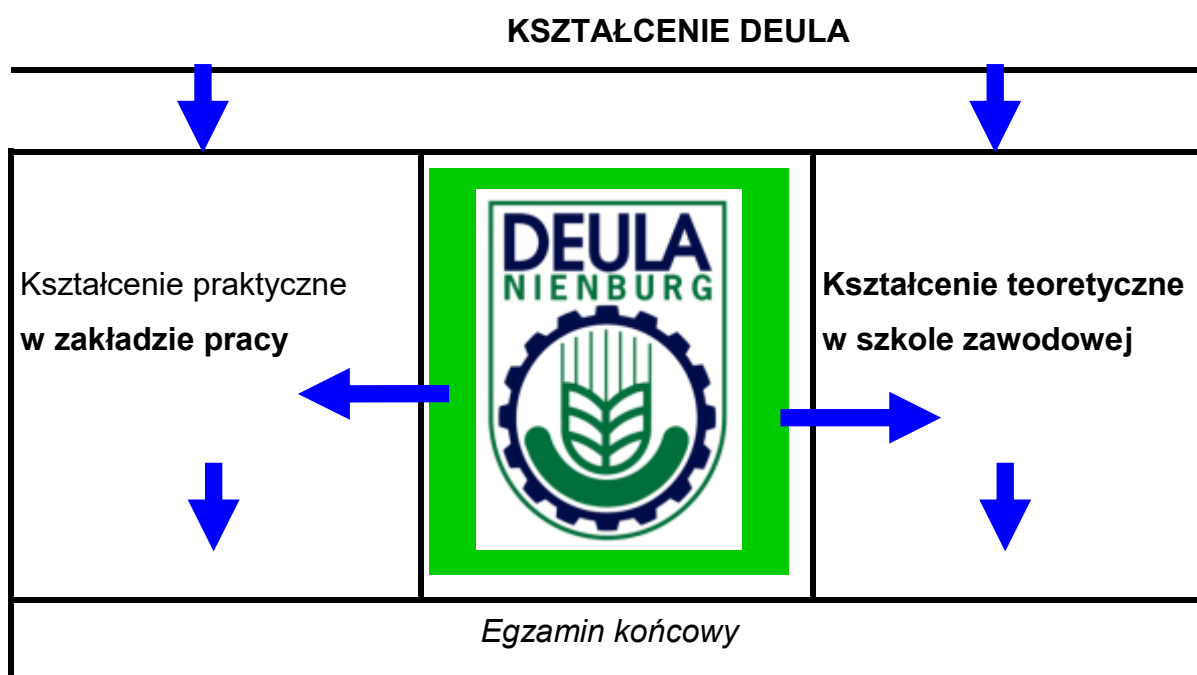 KSZTAŁCENIE DEULA
Kształcenie praktyczne
w zakładzie pracy
DEULA
NIENBURG
Kształcenie teoretyczne
w szkole zawodowej
Egzamin końcowy